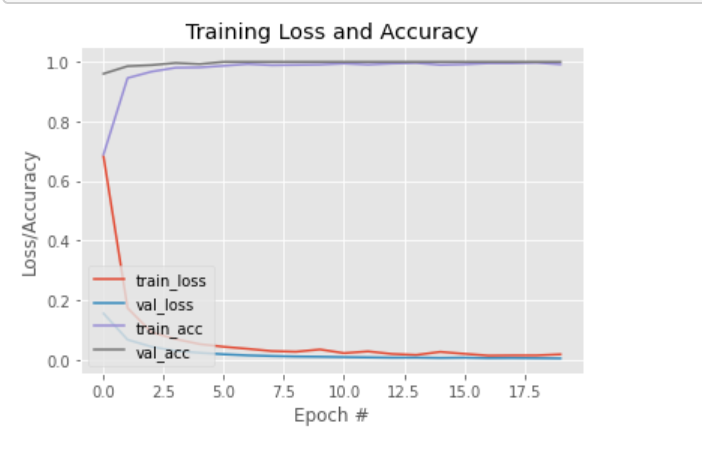 Training Loss and Accuracy
1.0
0.8
0.6
0.4
0.2
0.0
Loss/Accuracy
train_loss
val_loss
train_acc
val_acc
0.0 2.5 5.0 7.5 10.0 12.5 15.0 17.5
Epoch #